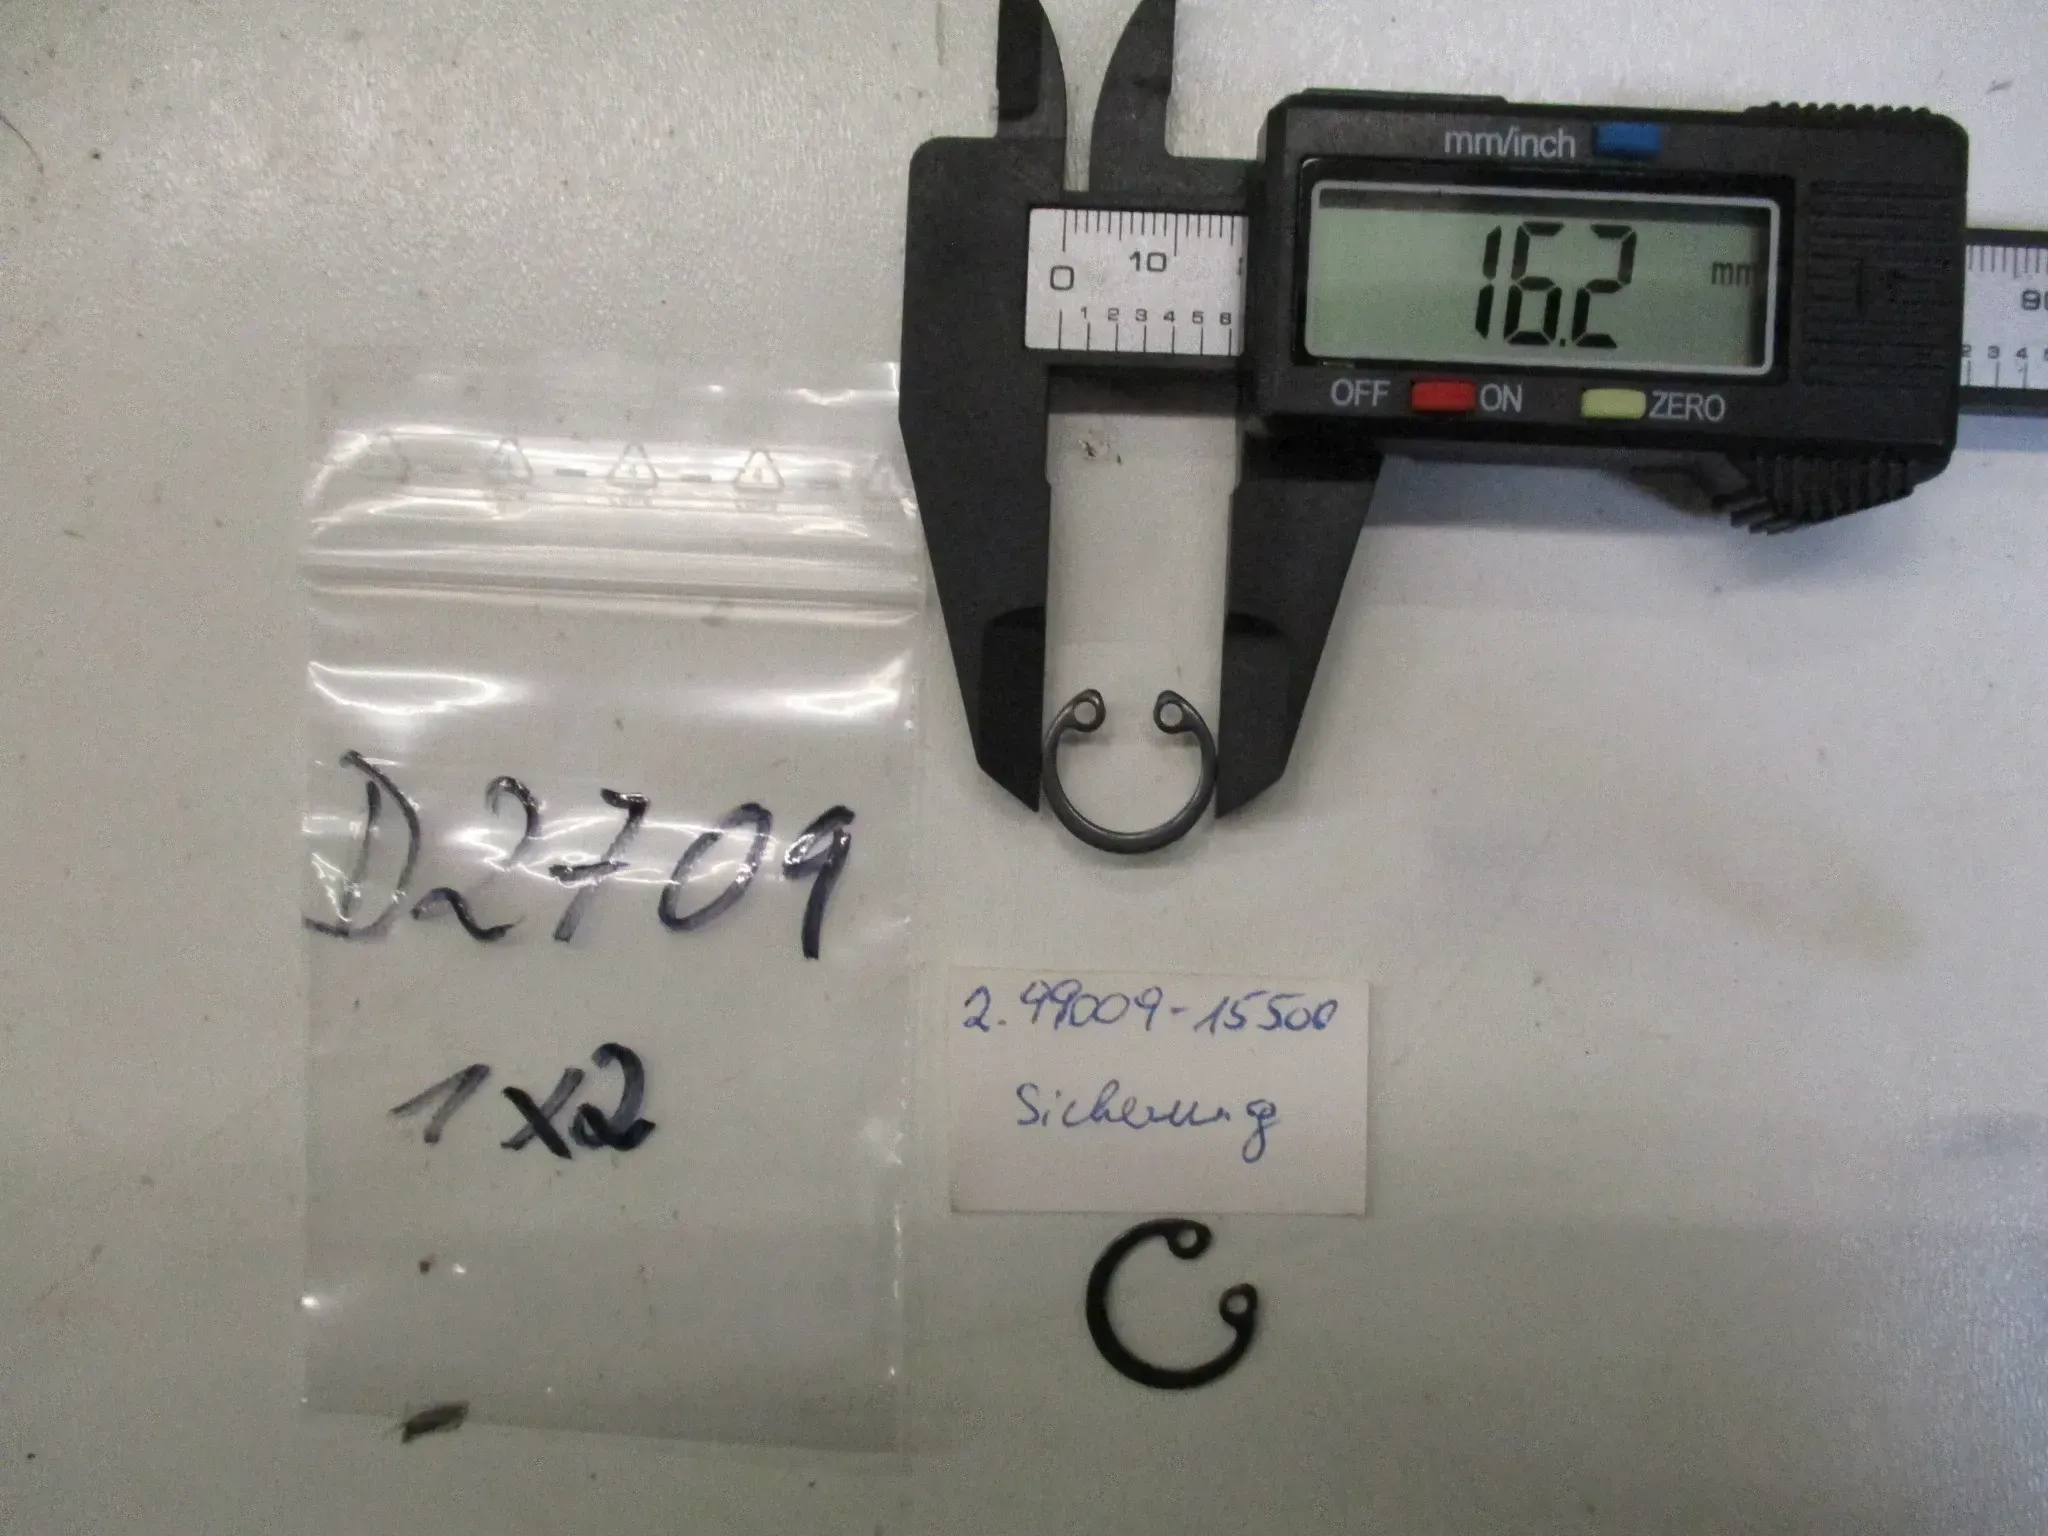 mm/inch
16.2 mm
0 10
1 2 3 4 5 6
OFF ON ZERO
D2709
1x2
2.99009-15500
Sicherung